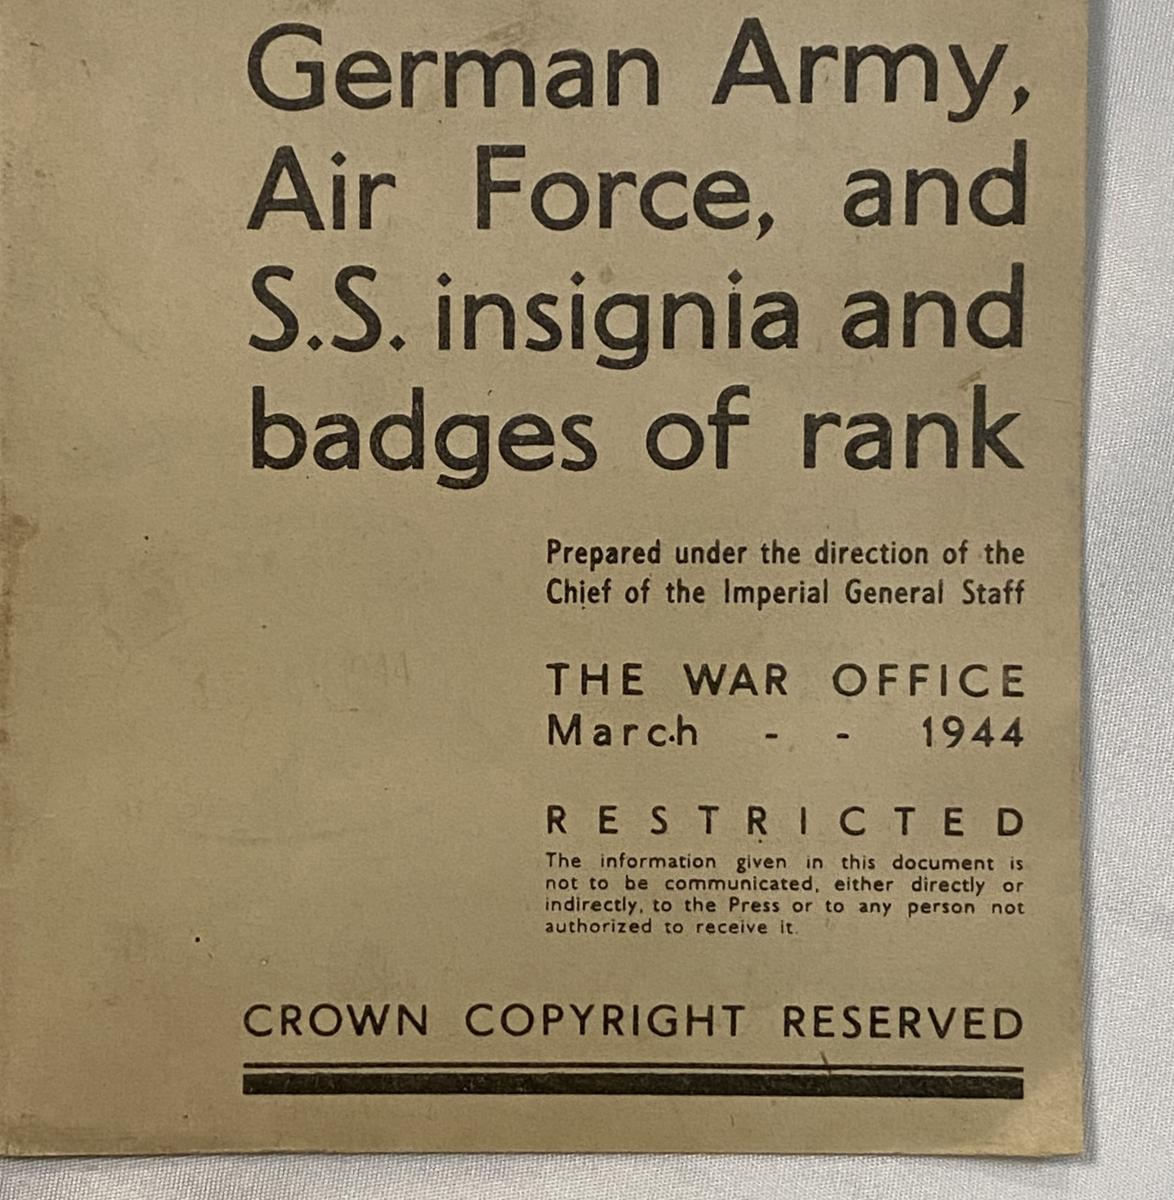 German Army,
Air Force, and
S.S. insignia and
badges of rank
Prepared under the direction of the
Chief of the Imperial General Staff
THE WAR OFFICE
March - - 1944
RESTRICTED
The information given in this document is
not to be communicated, either directly or
indirectly, to the Press or to any person not
authorized to receive it.
CROWN COPYRIGHT RESERVED